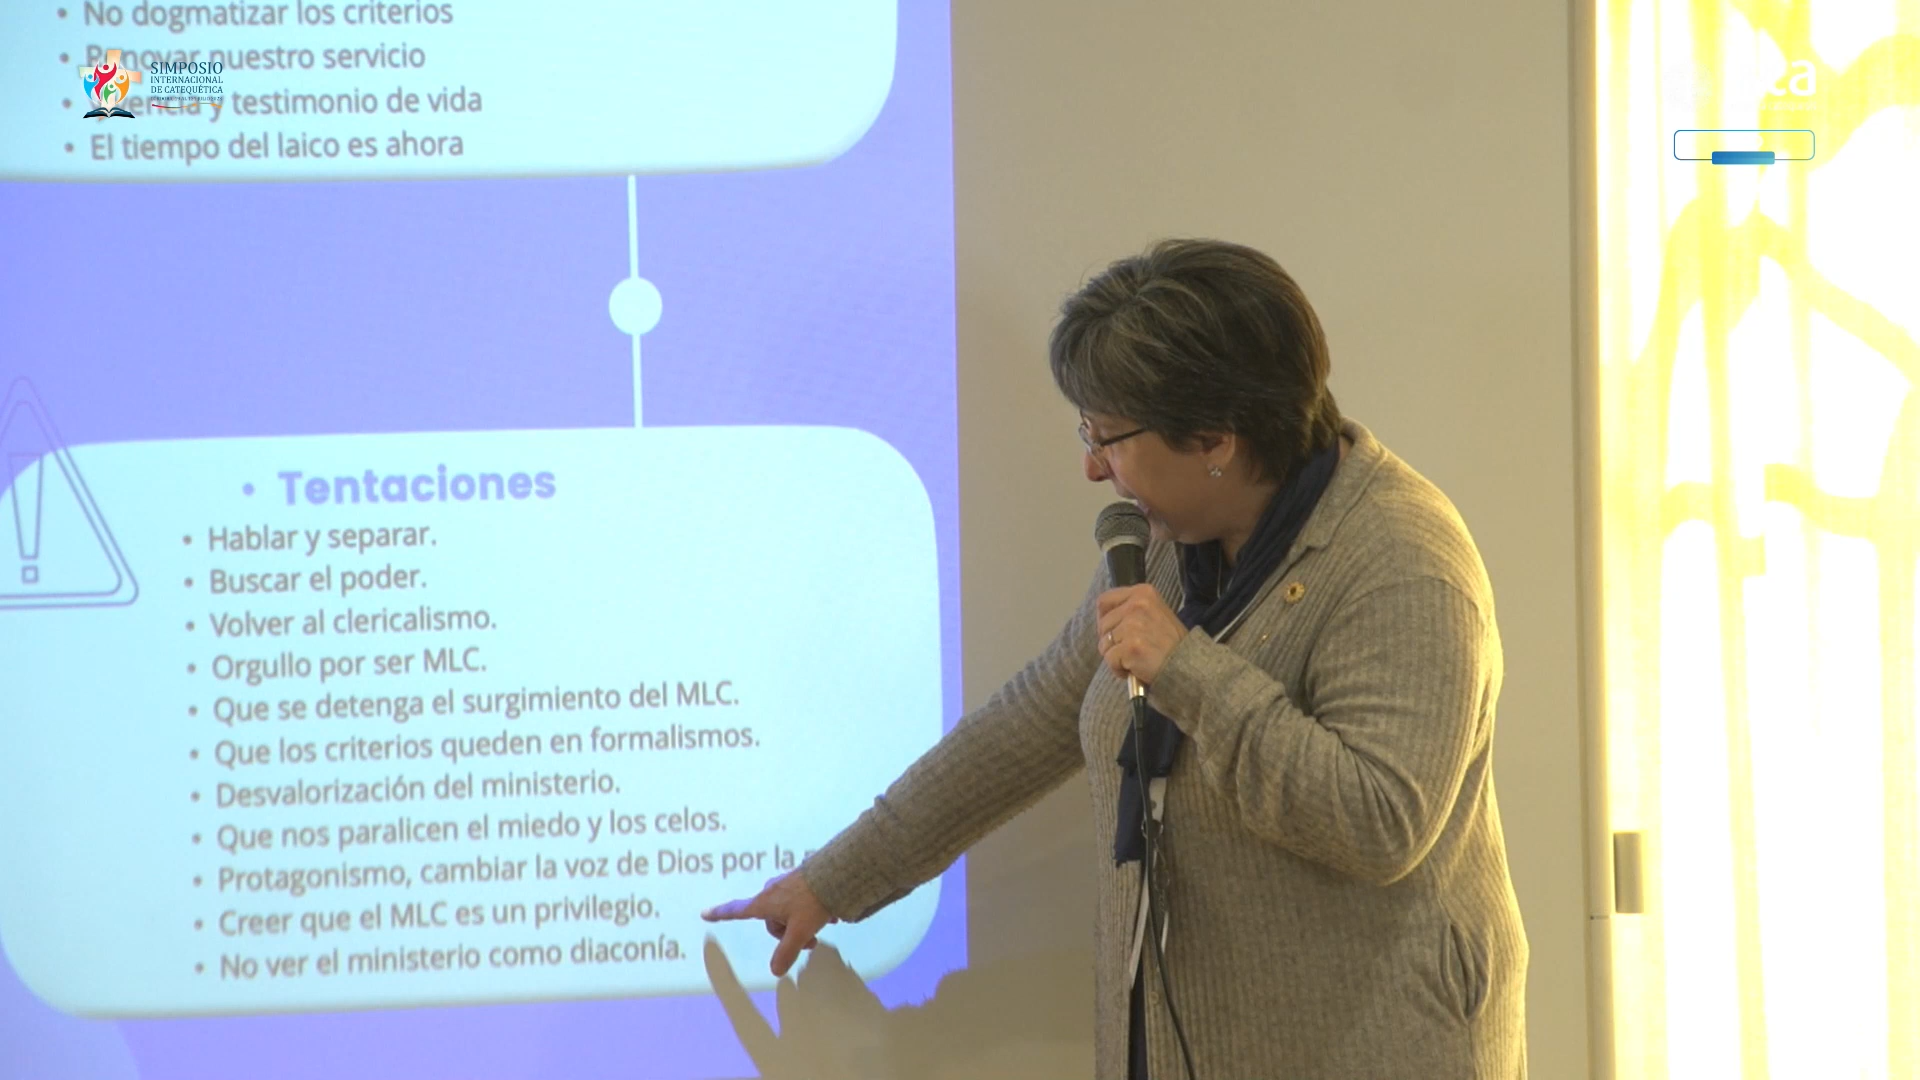 No dogmatizar los criterios
Renovar nuestro servicio
y testimonio de vida
El tiempo del laico es ahora
SIMPOSIO
INTERNACIONAL
DE CATEQUÉTICA
Tentaciones
Hablar y separar.
Buscar el poder.
Volver al clericalismo.
Orgullo por ser MLC.
Que se detenga el surgimiento del MLC.
Que los criterios queden en formalismos.
Desvalorización del ministerio.
Que nos paralicen el miedo y los celos.
Protagonismo, cambiar la voz de Dios por la
Creer que el MLC es un privilegio.
No ver el ministerio como diaconía.